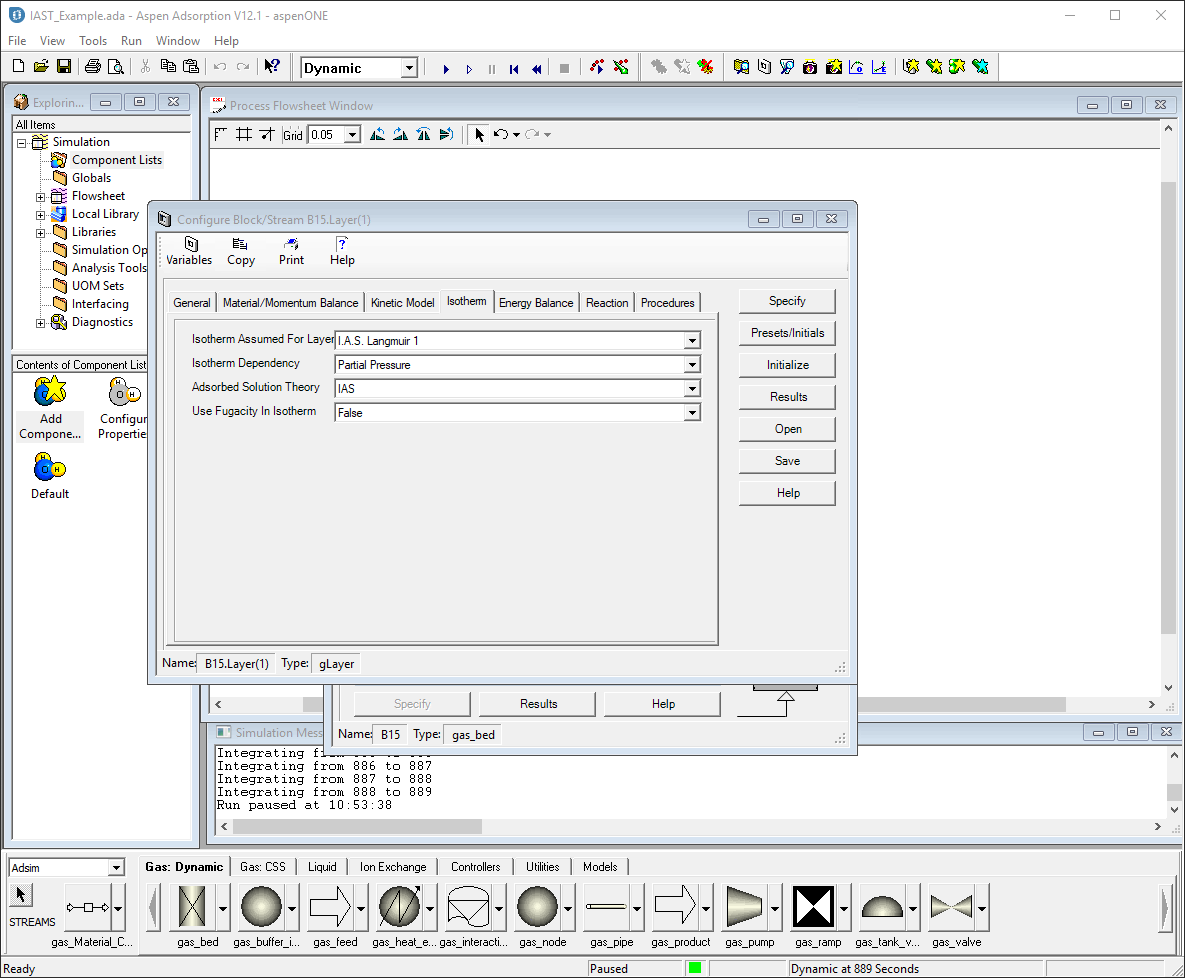 IAST_Example.ada - Aspen Adsorption V12.1 - aspenONE
File View Tools Run Window Help
Dynamic
Explorin...
All Items
Simulation
Component Lists
Globals
Flowsheet
Local Library
Libraries
Simulation Op
Analysis Tools
UOM Sets
Interfacing
Diagnostics
Contents of Component List
Add Compone...
Configur Propertie
Default
Process Flowsheet Window
Grid 0.05
Configure Block/Stream B15.Layer(1)
Variables Copy Print Help
General Material/Momentum Balance Kinetic Model Isotherm Energy Balance Reaction Procedures
Isotherm Assumed For Layer I.A.S. Langmuir 1
Isotherm Dependency Partial Pressure
Adsorbed Solution Theory IAS
Use Fugacity In Isotherm False
Specify
Presets/Initials
Initialize
Results
Open
Save
Help
Name: B15.Layer(1) Type: gLayer
Specify Results Help
Name: B15 Type: gas_bed
Simulation Mess
Integrating from
Integrating from 886 to 887
Integrating from 887 to 888
Integrating from 888 to 889
Run paused at 10:53:38
Adsim
STREAMS
gas_Material_C...
Gas: Dynamic Gas: CSS Liquid Ion Exchange Controllers Utilities Models
gas_bed gas_buffer_i... gas_feed gas_heat_e... gas_interacti... gas_node gas_pipe gas_product gas_pump gas_ramp gas_tank_v... gas_valve
Ready Paused Dynamic at 889 Seconds